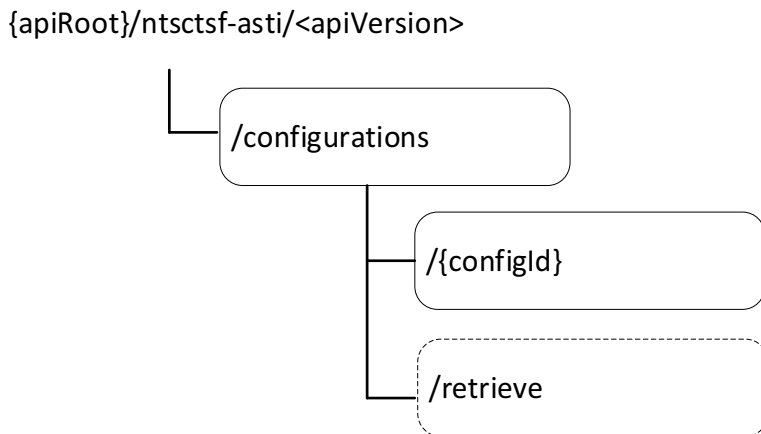 {apiRoot}/ntsctsf-asti/<apiVersion>
/configurations
/{configId}
/retrieve